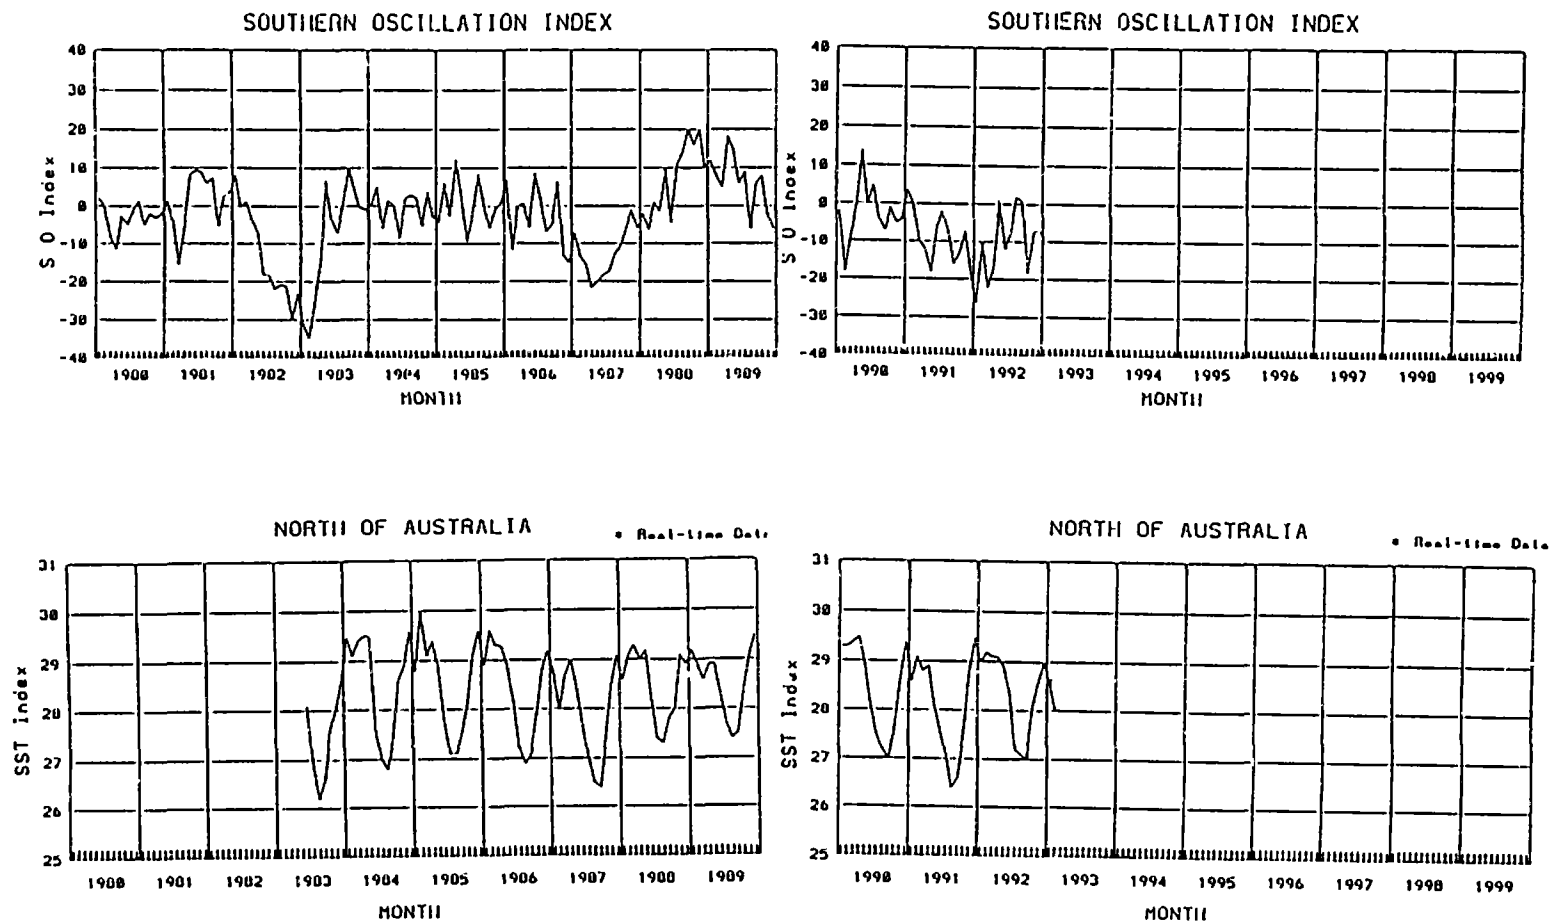 SOUTHERN OSCILLATION INDEX
40
30
20
10
0
-10
-20
-30
-40
S O Index
1980 1981 1982 1983 1984 1985 1986 1987 1988 1989
MONTH
SOUTHERN OSCILLATION INDEX
40
30
20
10
0
-10
-20
-30
-40
S O Index
1990 1991 1992 1993 1994 1995 1996 1997 1998 1999
MONTH
NORTH OF AUSTRALIA
* Real-time Data
31
30
29
28
27
26
25
SST Index
1980 1981 1982 1983 1984 1985 1986 1987 1988 1989
MONTH
NORTH OF AUSTRALIA
* Real-time Data
31
30
29
28
27
26
25
SST Index
1990 1991 1992 1993 1994 1995 1996 1997 1998 1999
MONTH